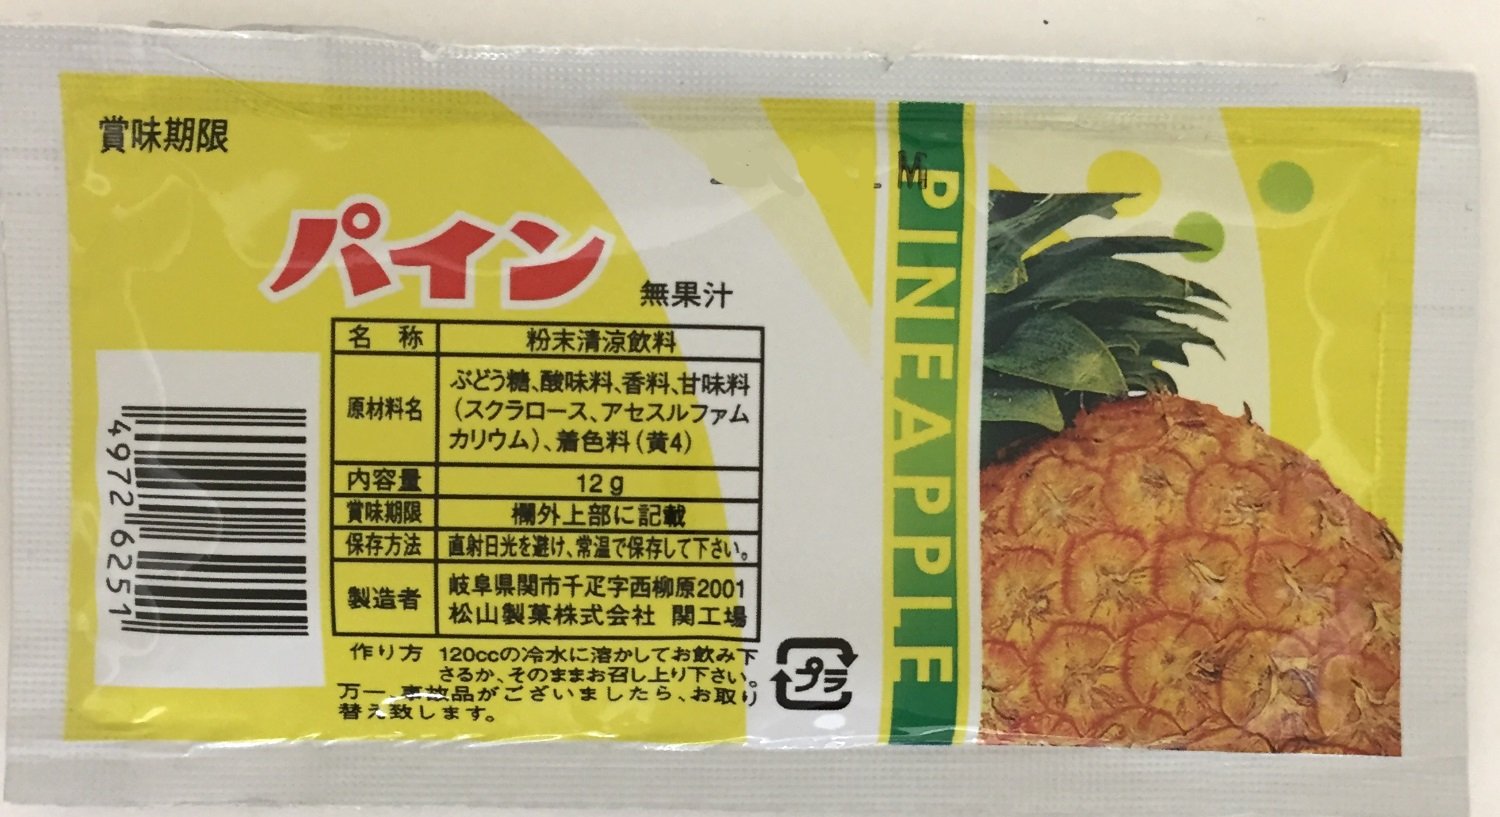 賞味期限
M
パイン
無果汁
PINEAPPLE
名 称 粉末清涼飲料
原材料名 ぶどう糖、酸味料、香料、甘味料
（スクラロース、アセスルファム
カリウム）、着色料（黄4）
内容量 12g
賞味期限 欄外上部に記載
保存方法 直射日光を避け、常温で保存して下さい。
製造者 岐阜県関市千疋字西柳原2001
松山製菓株式会社 関工場
作り方 120ccの冷水に溶かしてお飲み下
さるか、そのままお召し上り下さい。
万一、事故品がございましたら、お取り
替え致します。
プラ
49726251